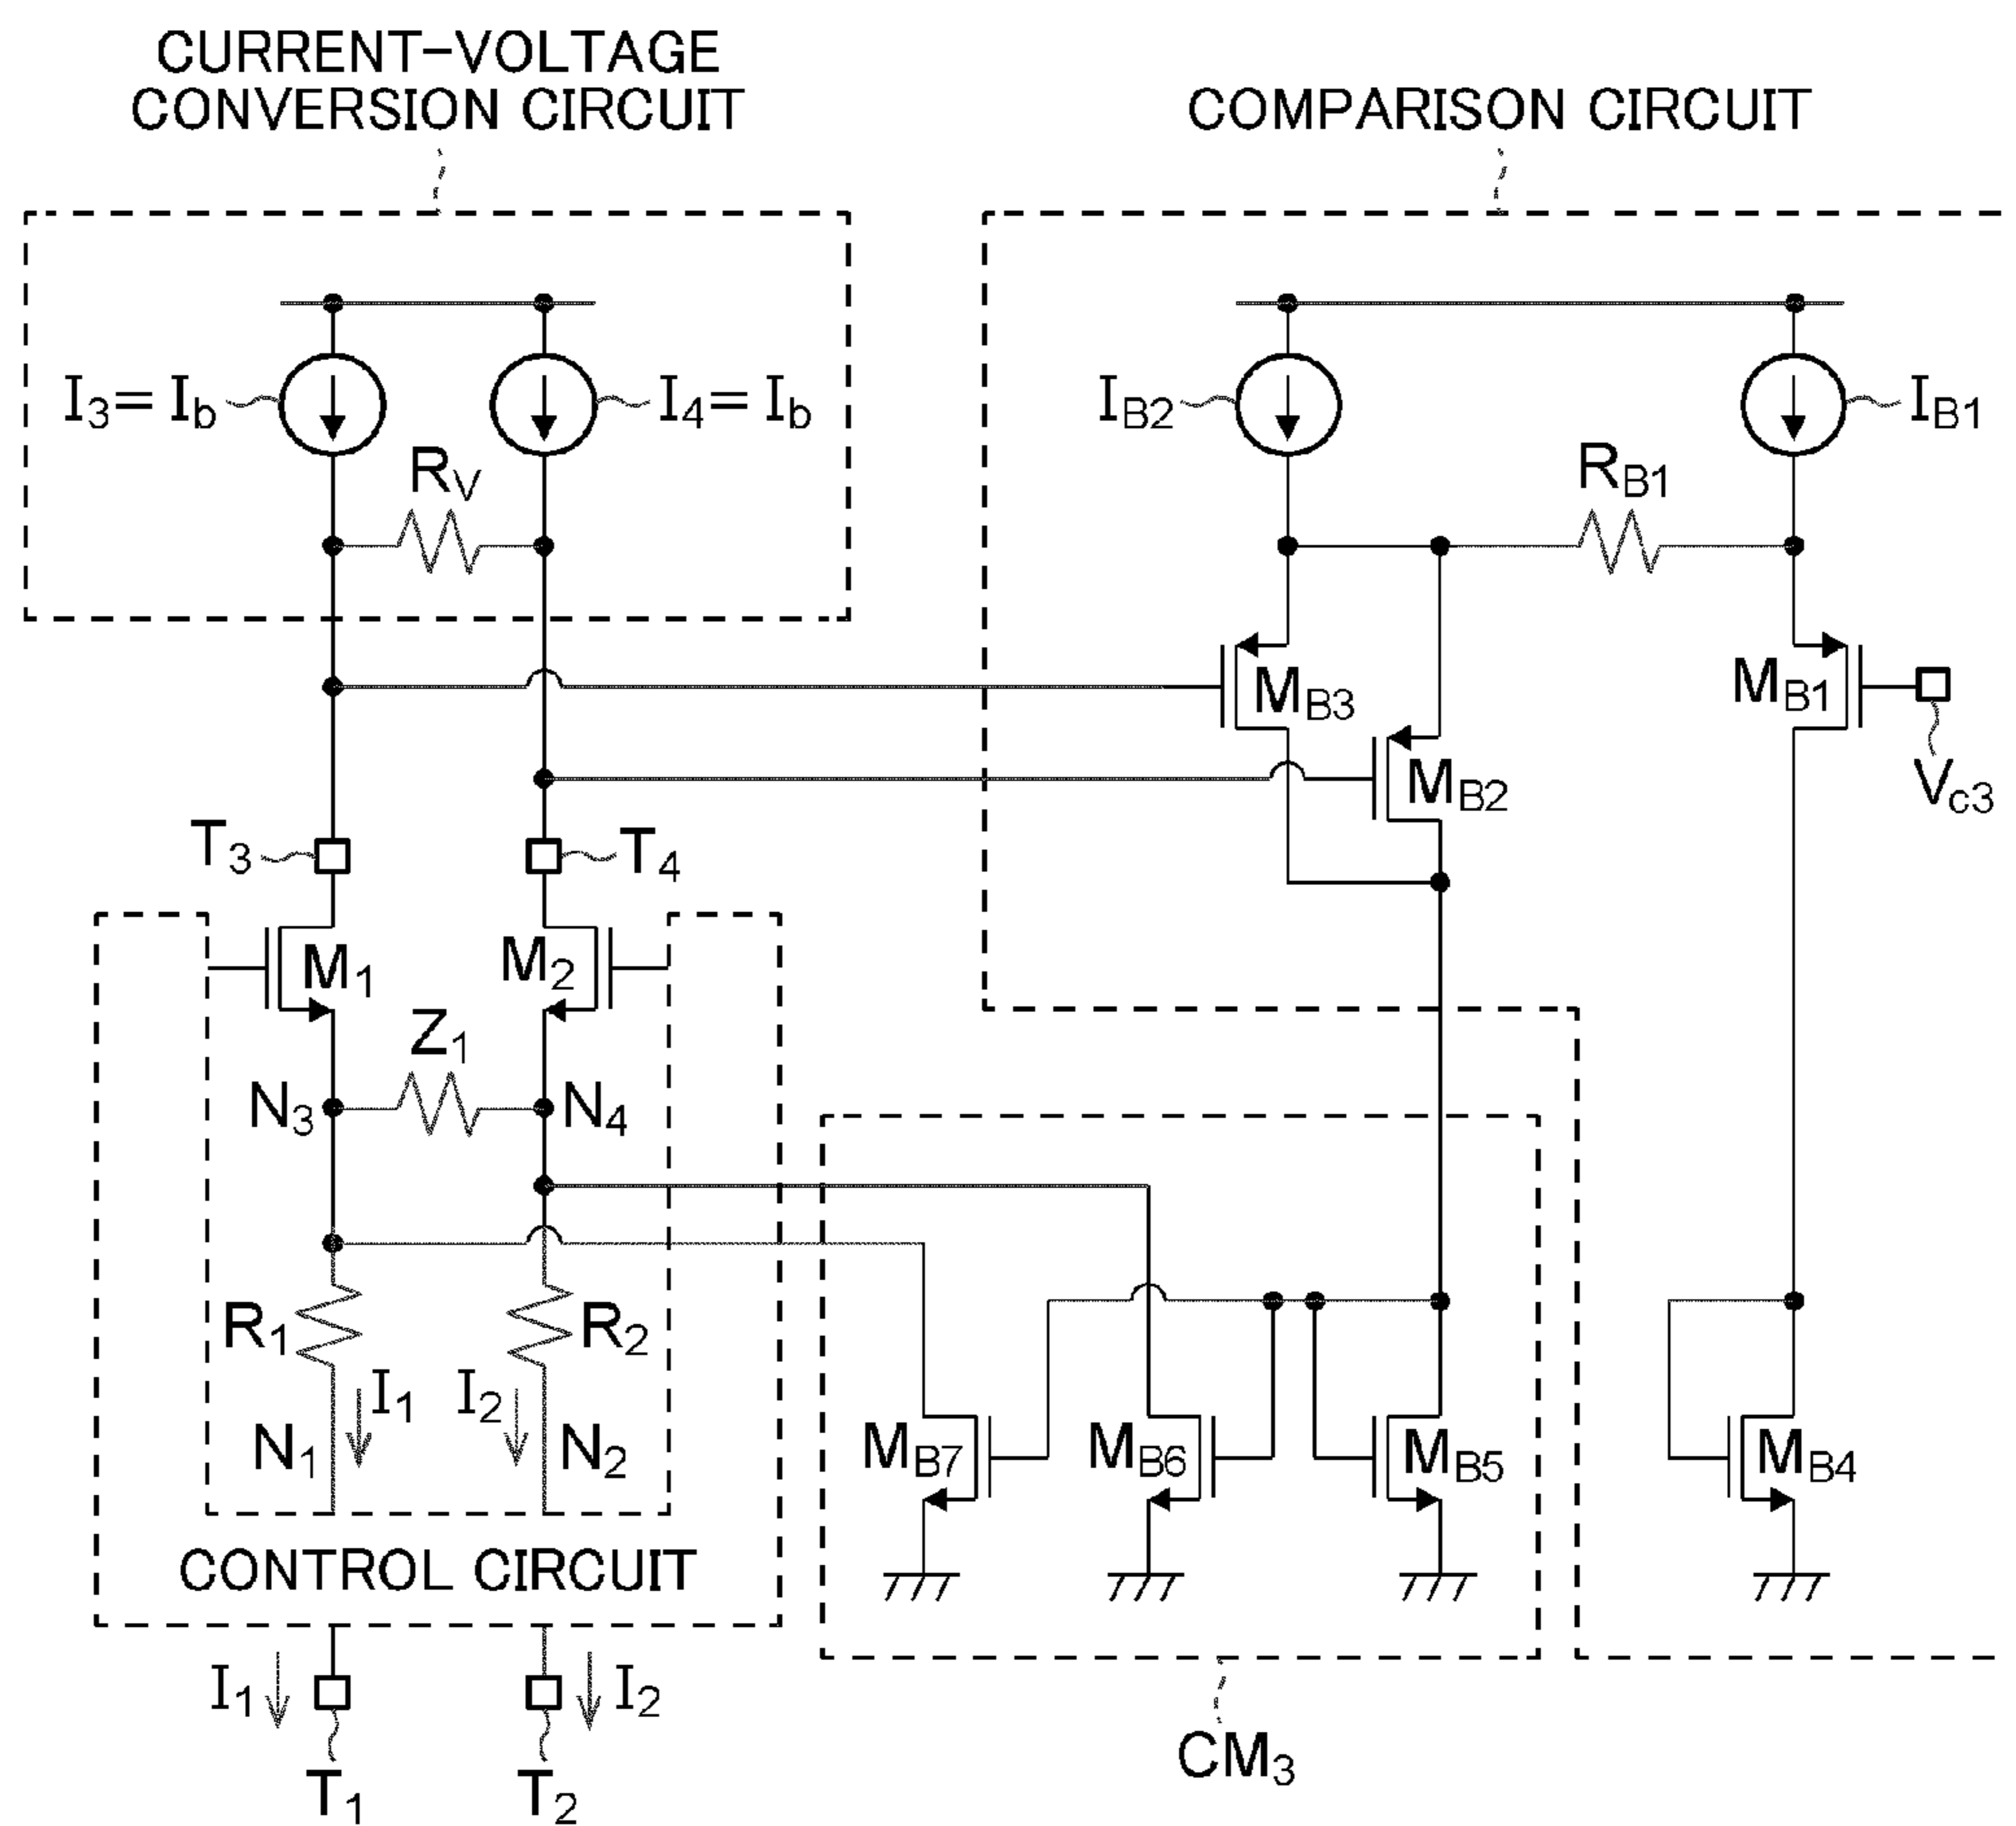 CURRENT-VOLTAGE
CONVERSION CIRCUIT
COMPARISON CIRCUIT
I3= Ib
I4= Ib
RV
IB2
IB1
RB1
MB3
MB1
MB2
Vc3
T3
T4
M1
M2
Z1
N3
N4
R1
R2
I1
I2
N1
N2
MB7
MB6
MB5
MB4
CONTROL CIRCUIT
I1
I2
T1
T2
CM3